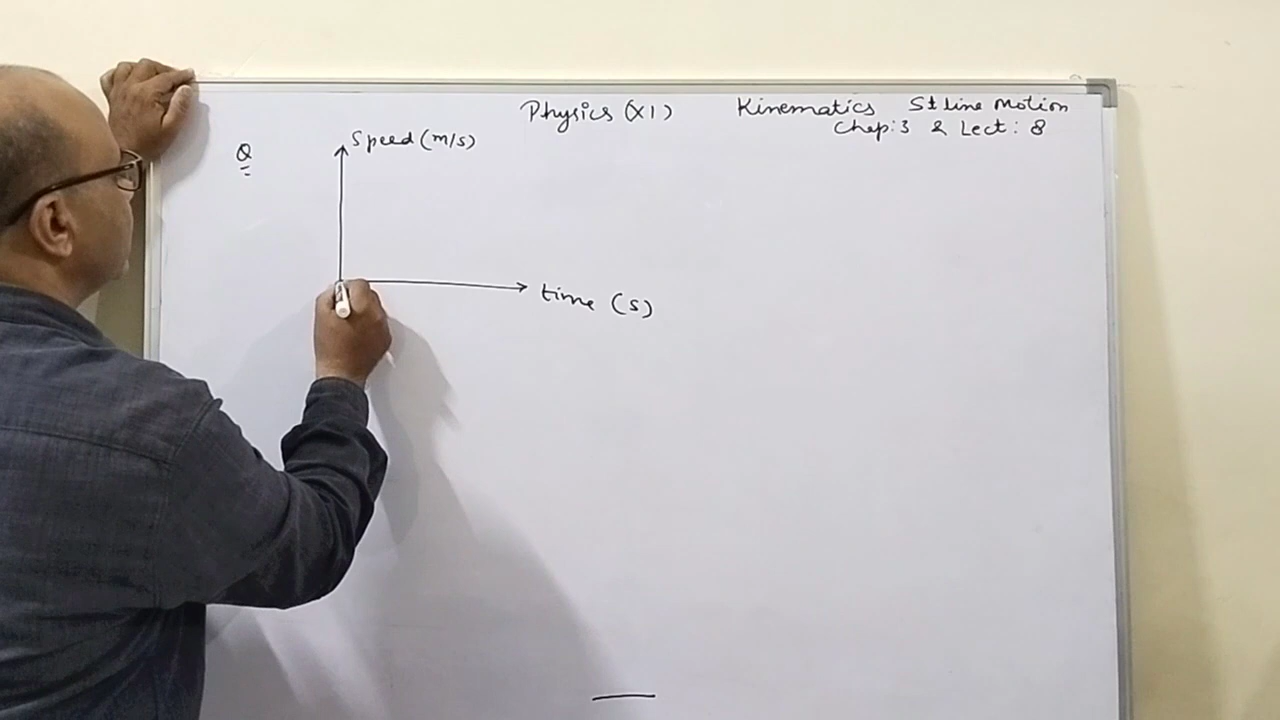 Physics (XI) Kinematics St line Motion
Chap: 3 & Lect: 8
Q
Speed (m/s)
time (s)